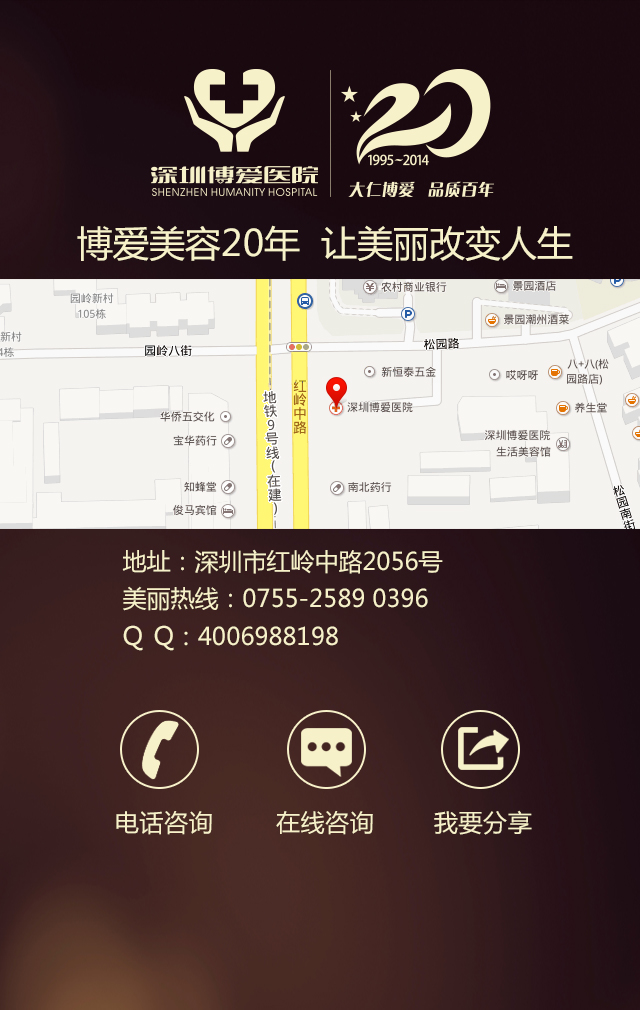 深圳博爱医院
SHENZHEN HUMANITY HOSPITAL
20
1995~2014
大仁博爱 品质百年
博爱美容20年 让美丽改变人生
农村商业银行
景园酒店
P
园岭新村
105栋
P
景园潮州酒菜
新村
4栋
园岭八街
松园路
新恒泰五金
哎呀呀
八+八(松
园路店)
红岭中路
地铁9号线(在建)
深圳博爱医院
养生堂
华侨五交化
宝华药行
深圳博爱医院
生活美容馆
知蜂堂
南北药行
俊马宾馆
松园南街
地址：深圳市红岭中路2056号
美丽热线：0755-2589 0396
Q Q：4006988198
电话咨询
在线咨询
我要分享